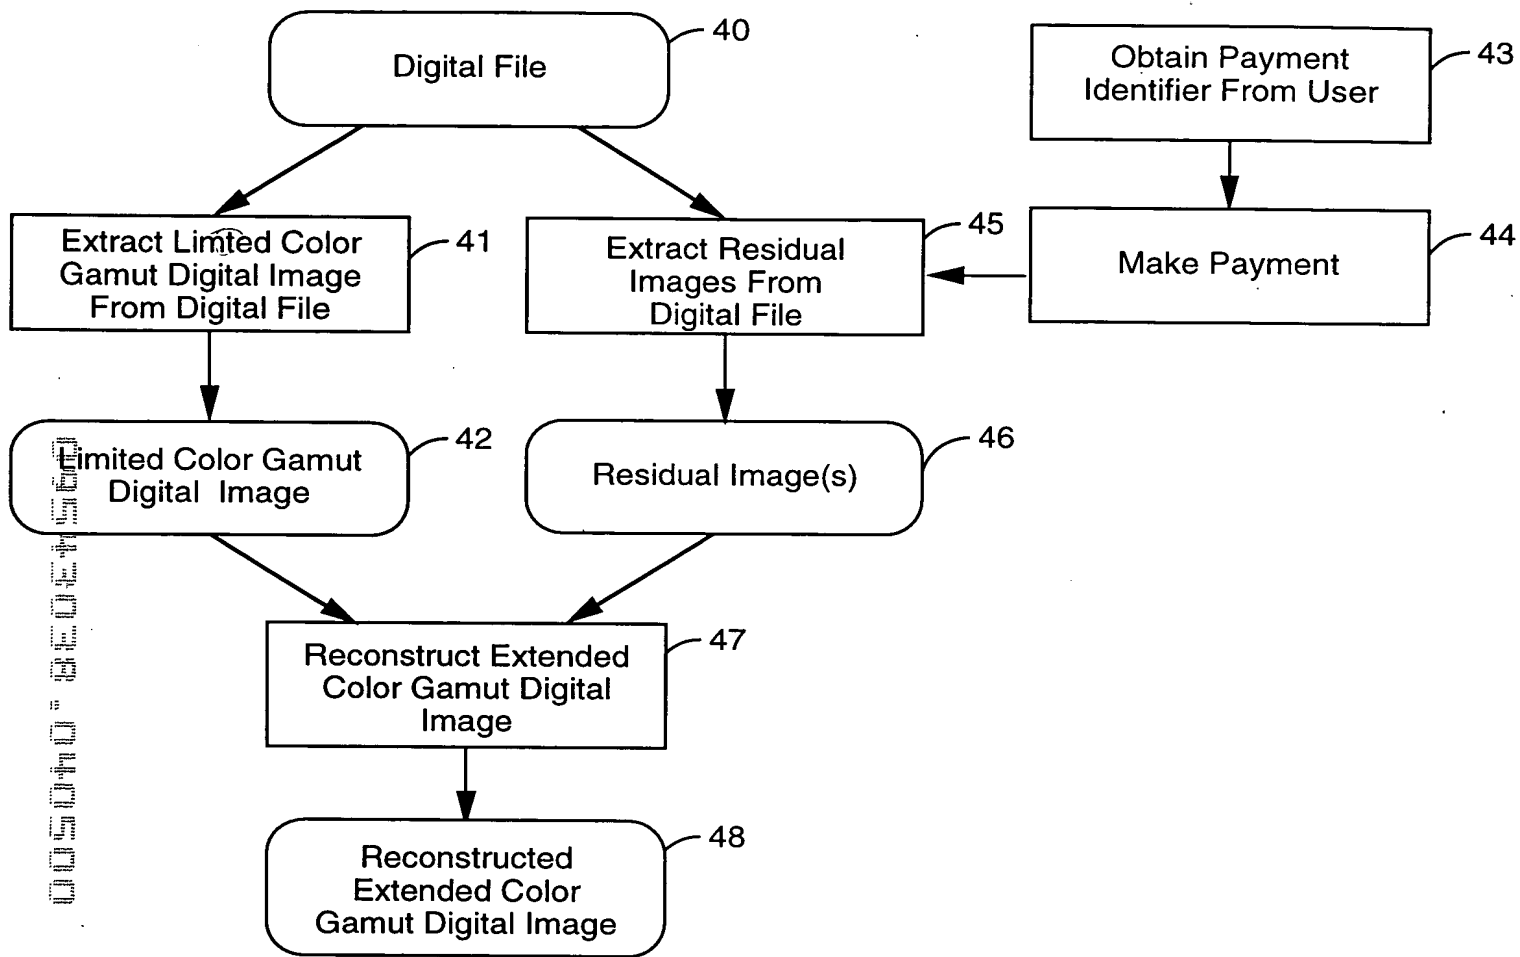 Digital File
40
Obtain Payment
Identifier From User
43
Extract Limted Color
Gamut Digital Image
From Digital File
41
Extract Residual
Images From
Digital File
45
Make Payment
44
Limited Color Gamut
Digital Image
42
Residual Image(s)
46
Reconstruct Extended
Color Gamut Digital
Image
47
Reconstructed
Extended Color
Gamut Digital Image
48